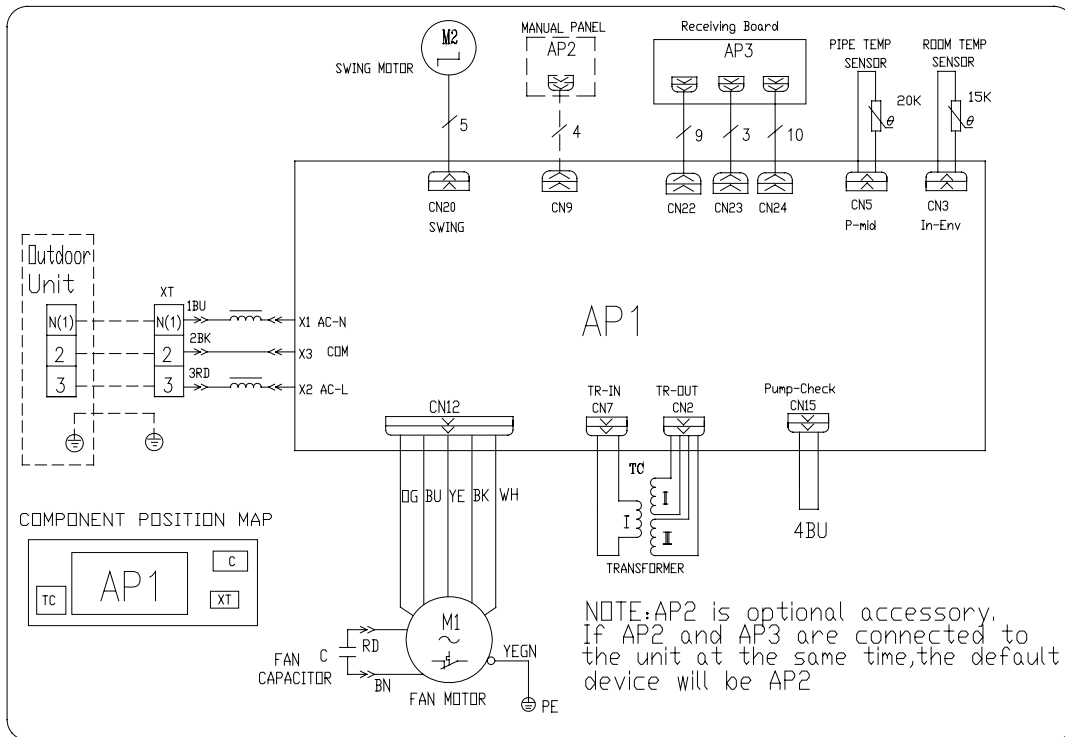 M2
SWING MOTOR
5
MANUAL PANEL
AP2
4
Receiving Board
AP3
9
3
10
PIPE TEMP
SENSOR
20K
θ
ROOM TEMP
SENSOR
15K
θ
CN20
SWING
CN9
CN22
CN23
CN24
CN5
P-mid
CN3
In-Env
Outdoor
Unit
N(1)
2
3
XT
N(1)
2
3
1BU
2BK
3RD
X1 AC-N
X3 COM
X2 AC-L
AP1
CN12
TR-IN
CN7
TR-OUT
CN2
Pump-Check
CN15
OG BU YE BK WH
TC
I
I
II
TRANSFORMER
4BU
COMPONENT POSITION MAP
TC
AP1
C
XT
M1
~
FAN
CAPACITOR
C
RD
BN
FAN MOTOR
YEGN
PE
NOTE:AP2 is optional accessory.
If AP2 and AP3 are connected to
the unit at the same time,the default
device will be AP2